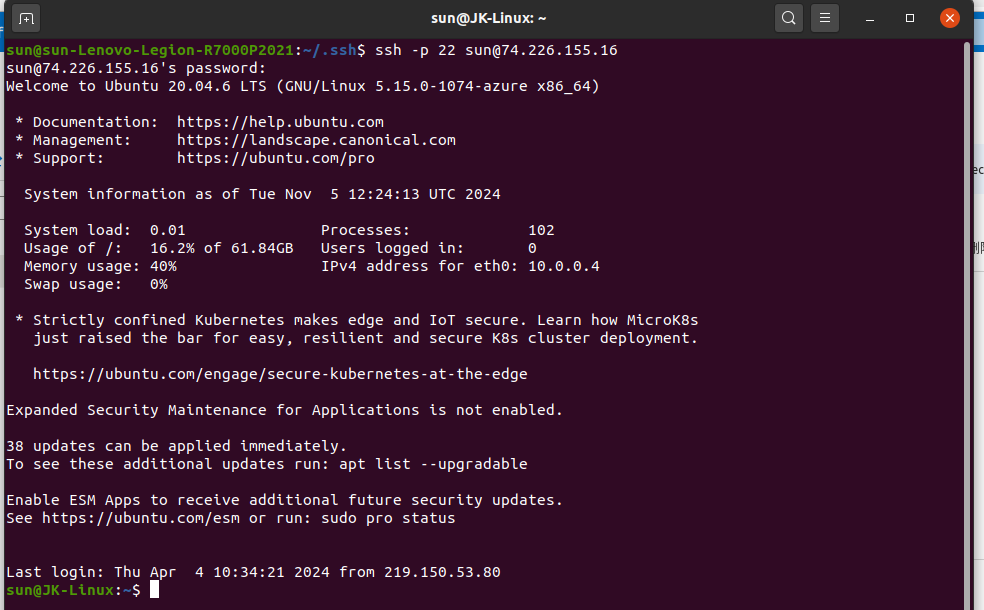 sun@JK-Linux: ~
sun@sun-Lenovo-Legion-R7000P2021:~/.ssh$ ssh -p 22 sun@74.226.155.16
sun@74.226.155.16's password:
Welcome to Ubuntu 20.04.6 LTS (GNU/Linux 5.15.0-1074-azure x86_64)
* Documentation:  https://help.ubuntu.com
* Management:     https://landscape.canonical.com
* Support:        https://ubuntu.com/pro
System information as of Tue Nov  5 12:24:13 UTC 2024
System load:  0.01               Processes:             102
Usage of /:   16.2% of 61.84GB   Users logged in:       0
Memory usage: 40%                IPv4 address for eth0: 10.0.0.4
Swap usage:   0%
* Strictly confined Kubernetes makes edge and IoT secure. Learn how MicroK8s
just raised the bar for easy, resilient and secure K8s cluster deployment.
https://ubuntu.com/engage/secure-kubernetes-at-the-edge
Expanded Security Maintenance for Applications is not enabled.
38 updates can be applied immediately.
To see these additional updates run: apt list --upgradable
Enable ESM Apps to receive additional future security updates.
See https://ubuntu.com/esm or run: sudo pro status
Last login: Thu Apr  4 10:34:21 2024 from 219.150.53.80
sun@JK-Linux:~$